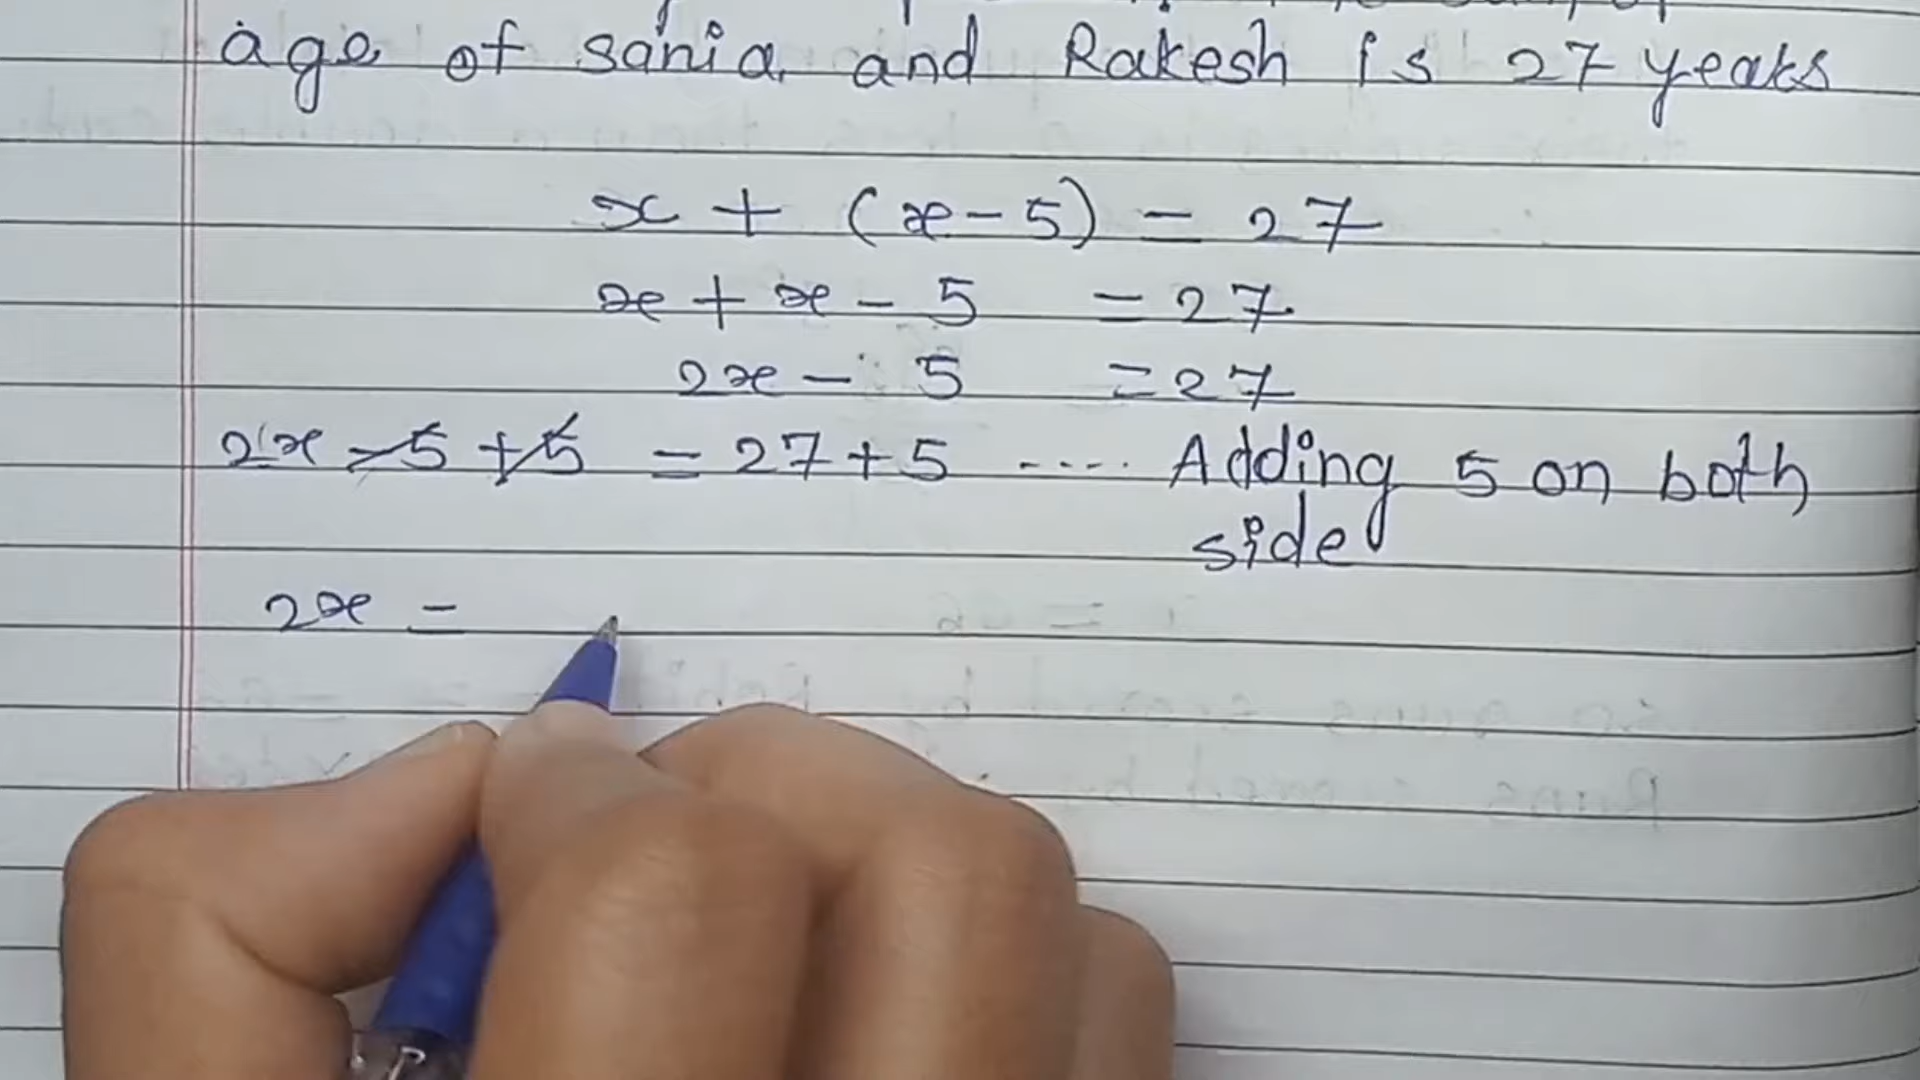 age of sania and Rakesh is 27 years
x + (x - 5) = 27
x + x - 5 = 27
2x - 5 = 27
2x - 5 + 5 = 27 + 5 .... Adding 5 on both
side
2x =